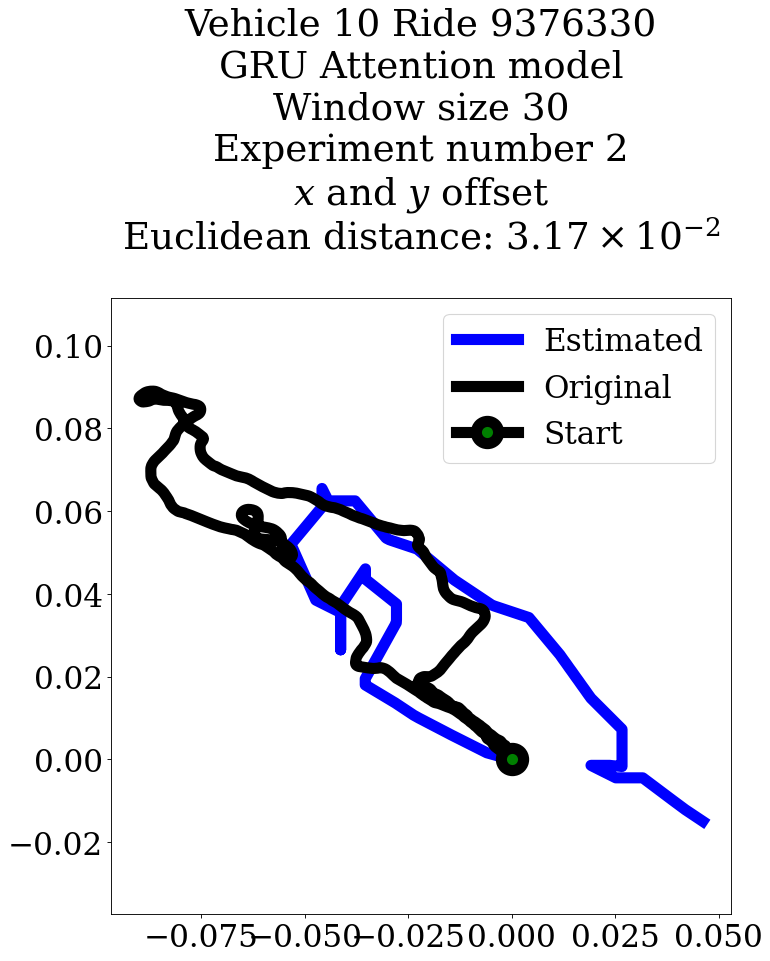 Vehicle 10 Ride 9376330
GRU Attention model
Window size 30
Experiment number 2
x and y offset
Euclidean distance: 3.17 × 10⁻²
Estimated
Original
Start
0.10
0.08
0.06
0.04
0.02
0.00
−0.02
−0.075 −0.050 −0.025 0.000 0.025 0.050